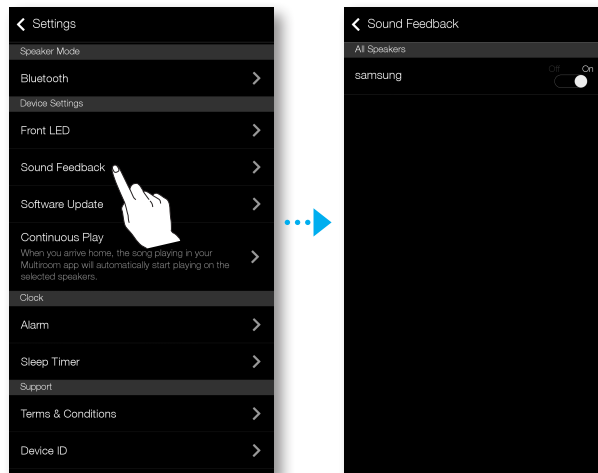 Settings
Speaker Mode
Bluetooth
Device Settings
Front LED
Sound Feedback
Software Update
Continuous Play
When you arrive home, the song playing in your
Multiroom app will automatically start playing on the
selected speakers.
Clock
Alarm
Sleep Timer
Support
Terms & Conditions
Device ID
Sound Feedback
All Speakers
samsung
Off On